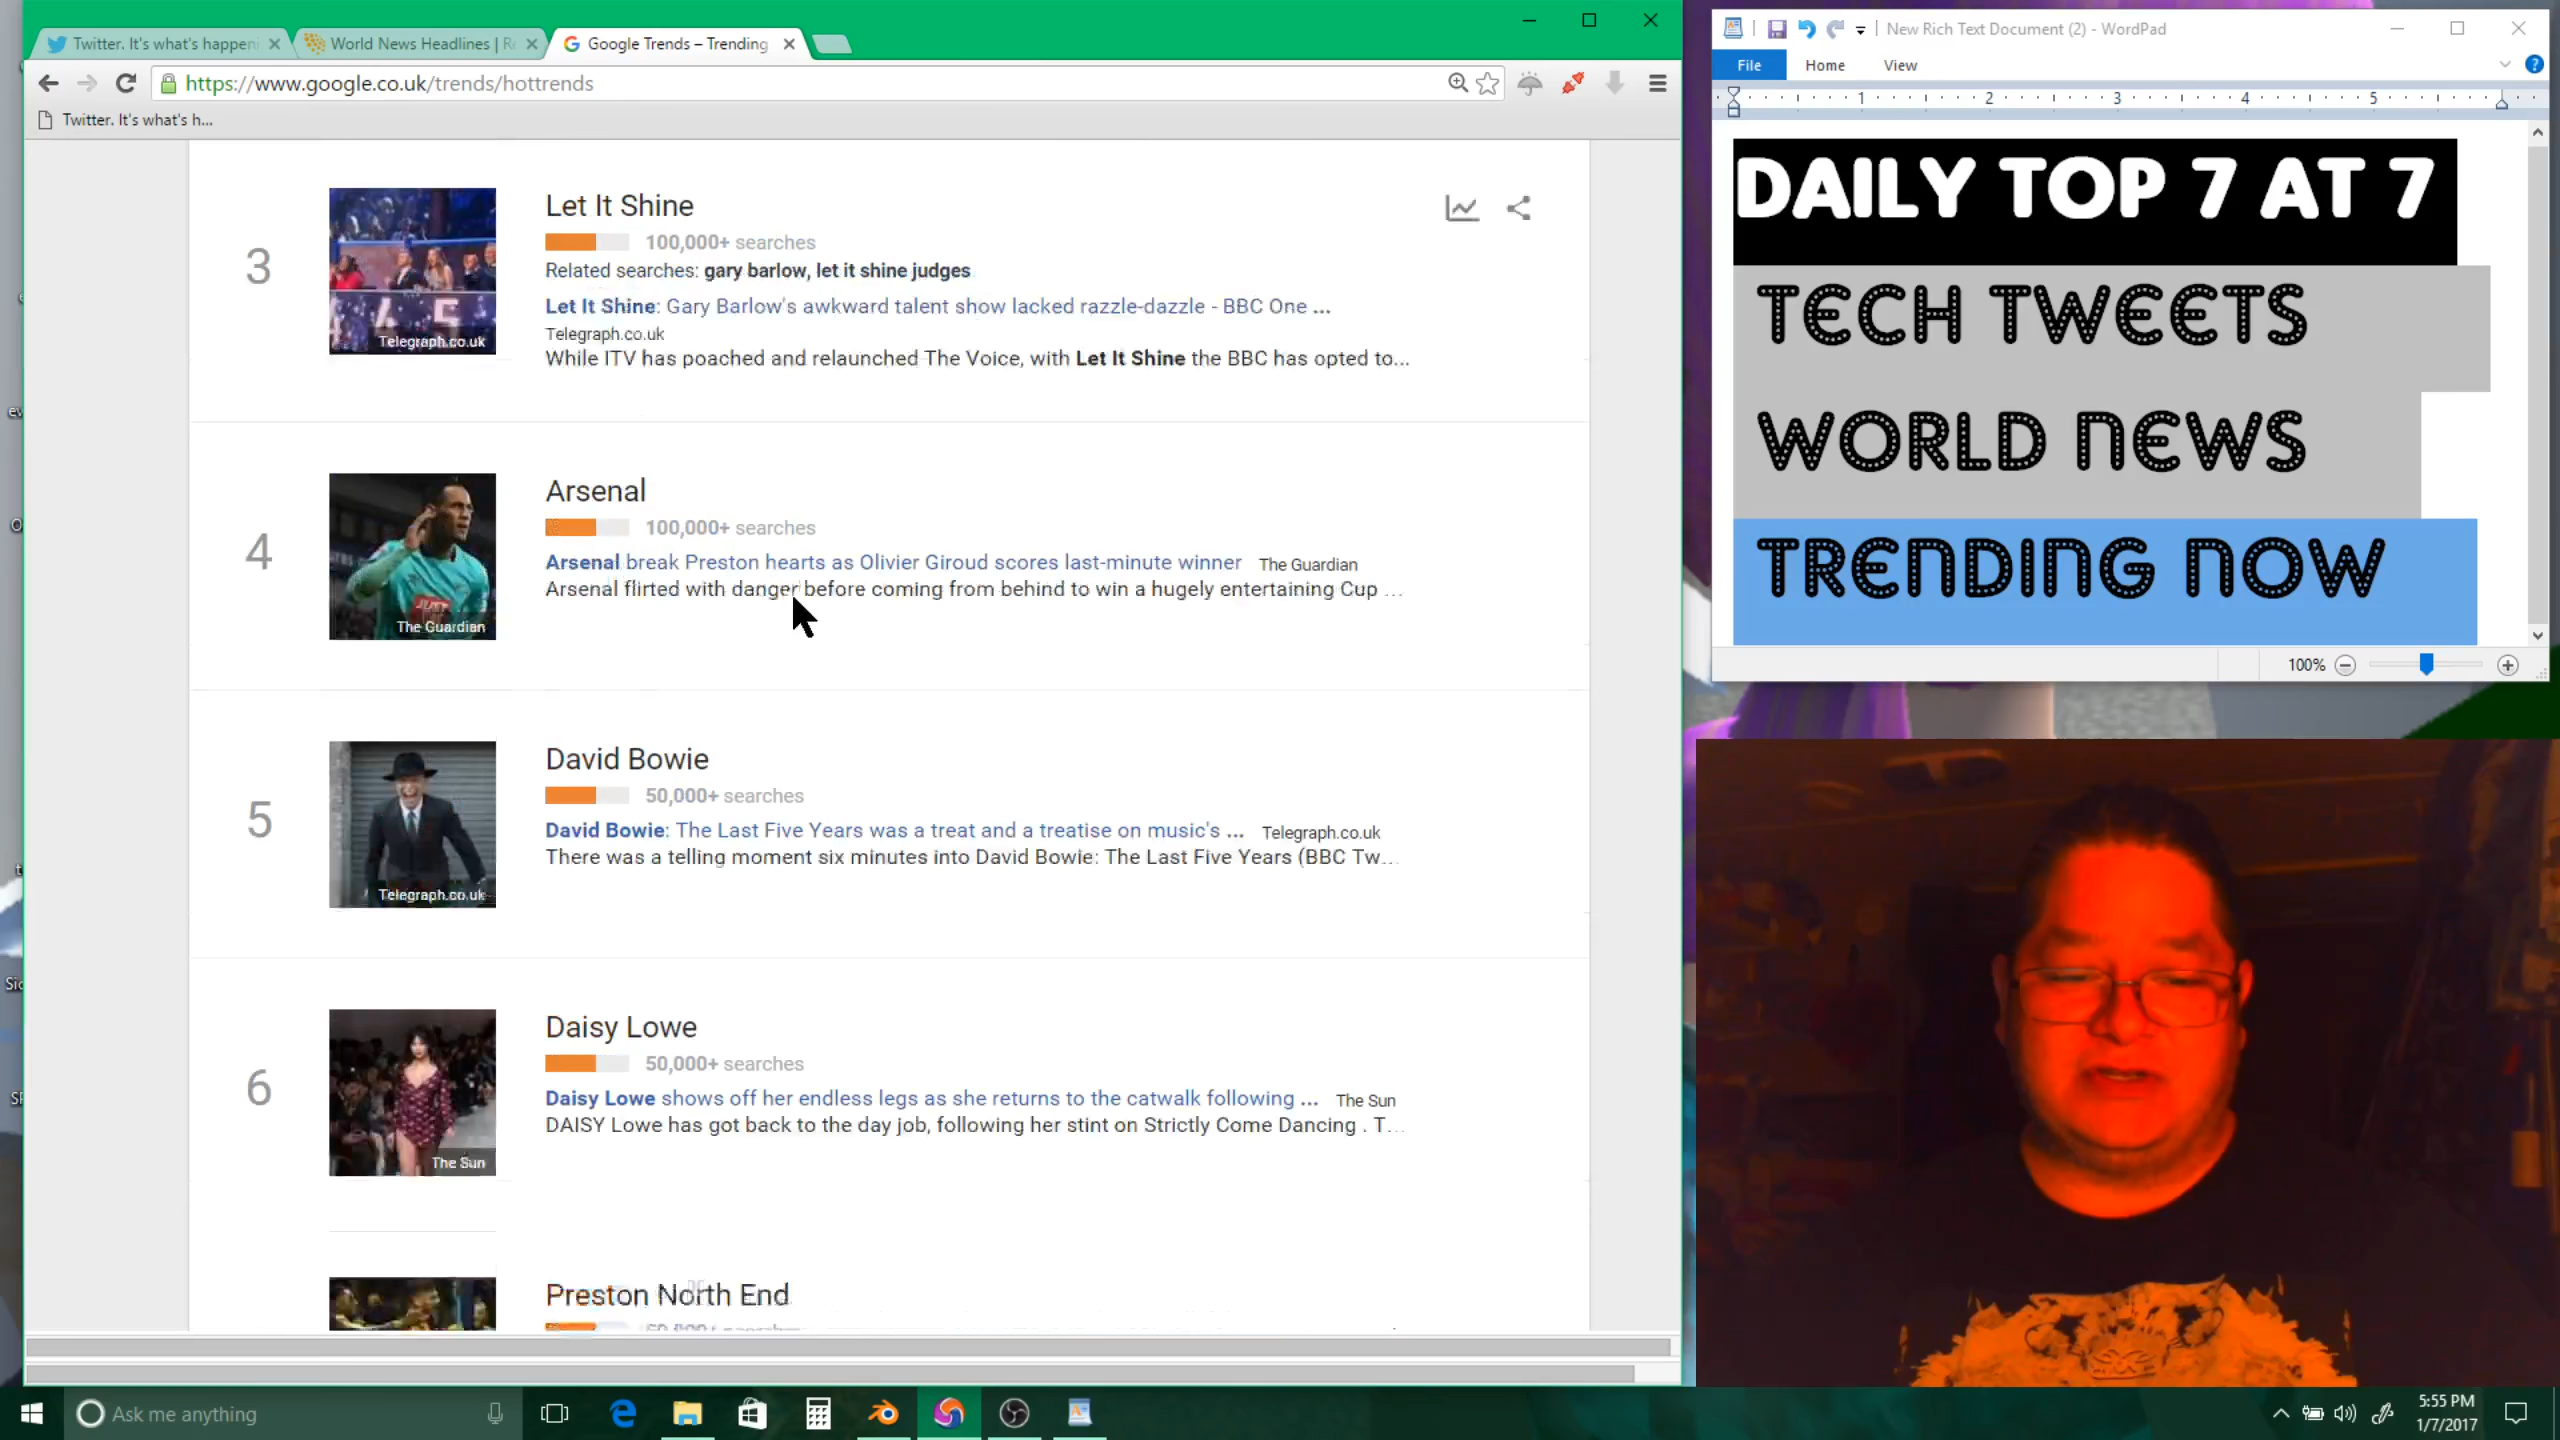 Twitter. It's what's happeni
World News Headlines | R
Google Trends – Trending
https://www.google.co.uk/trends/hottrends
Twitter. It's what's h...
3
Let It Shine
100,000+ searches
Related searches: gary barlow, let it shine judges
Let It Shine: Gary Barlow's awkward talent show lacked razzle-dazzle - BBC One ...
Telegraph.co.uk
While ITV has poached and relaunched The Voice, with Let It Shine the BBC has opted to...
Telegraph.co.uk
4
Arsenal
100,000+ searches
Arsenal break Preston hearts as Olivier Giroud scores last-minute winner The Guardian
Arsenal flirted with danger before coming from behind to win a hugely entertaining Cup ...
The Guardian
5
David Bowie
50,000+ searches
David Bowie: The Last Five Years was a treat and a treatise on music's ... Telegraph.co.uk
There was a telling moment six minutes into David Bowie: The Last Five Years (BBC Tw...
Telegraph.co.uk
6
Daisy Lowe
50,000+ searches
Daisy Lowe shows off her endless legs as she returns to the catwalk following ... The Sun
DAISY Lowe has got back to the day job, following her stint on Strictly Come Dancing . T...
The Sun
Preston North End
New Rich Text Document (2) - WordPad
File Home View
1 2 3 4 5
DAILY TOP 7 AT 7
TECH TWEETS
WORLD NEWS
TRENDING NOW
100%
Ask me anything
5:55 PM
1/7/2017